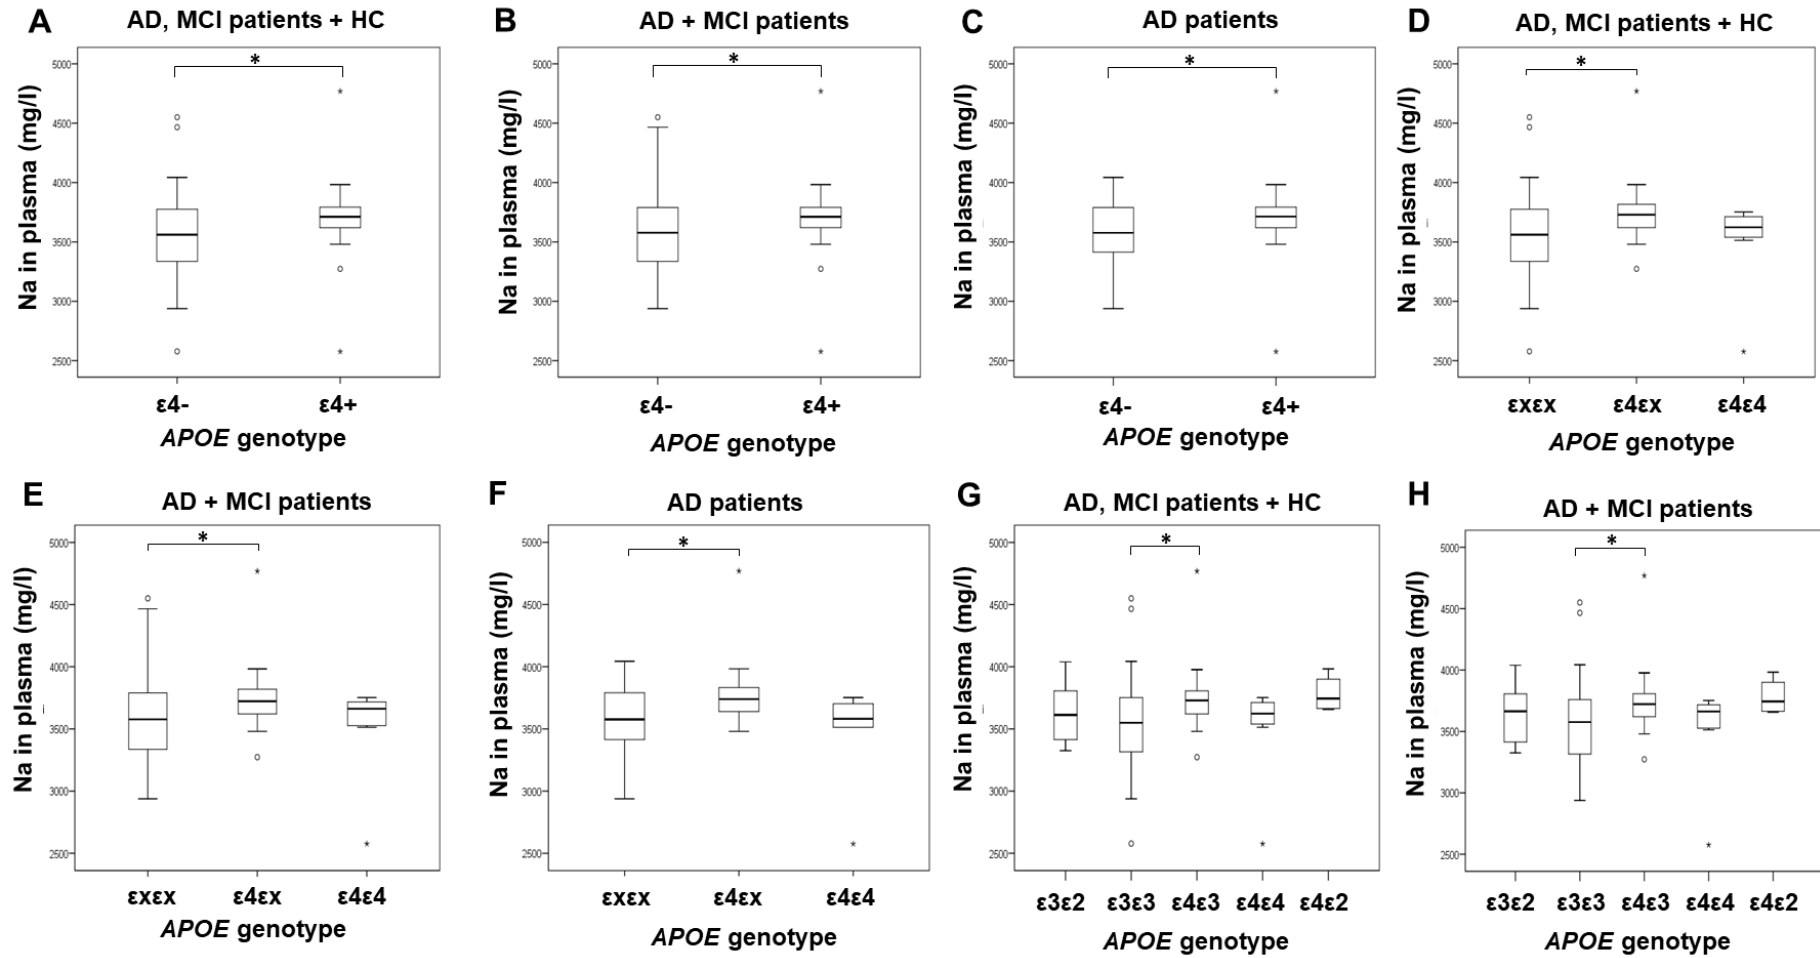 A
AD, MCI patients + HC
*
5000
4500
4000
3500
3000
2500
Na in plasma (mg/l)
ε4-
ε4+
APOE genotype
B
AD + MCI patients
*
5000
4500
4000
3500
3000
2500
Na in plasma (mg/l)
ε4-
ε4+
APOE genotype
C
AD patients
*
5000
4500
4000
3500
3000
2500
Na in plasma (mg/l)
ε4-
ε4+
APOE genotype
D
AD, MCI patients + HC
*
5000
4500
4000
3500
3000
2500
Na in plasma (mg/l)
εxεx
ε4εx
ε4ε4
APOE genotype
E
AD + MCI patients
*
5000
4500
4000
3500
3000
2500
Na in plasma (mg/l)
εxεx
ε4εx
ε4ε4
APOE genotype
F
AD patients
*
5000
4500
4000
3500
3000
2500
Na in plasma (mg/l)
εxεx
ε4εx
ε4ε4
APOE genotype
G
AD, MCI patients + HC
*
5000
4500
4000
3500
3000
2500
Na in plasma (mg/l)
ε3ε2
ε3ε3
ε4ε3
ε4ε4
ε4ε2
APOE genotype
H
AD + MCI patients
*
5000
4500
4000
3500
3000
2500
Na in plasma (mg/l)
ε3ε2
ε3ε3
ε4ε3
ε4ε4
ε4ε2
APOE genotype